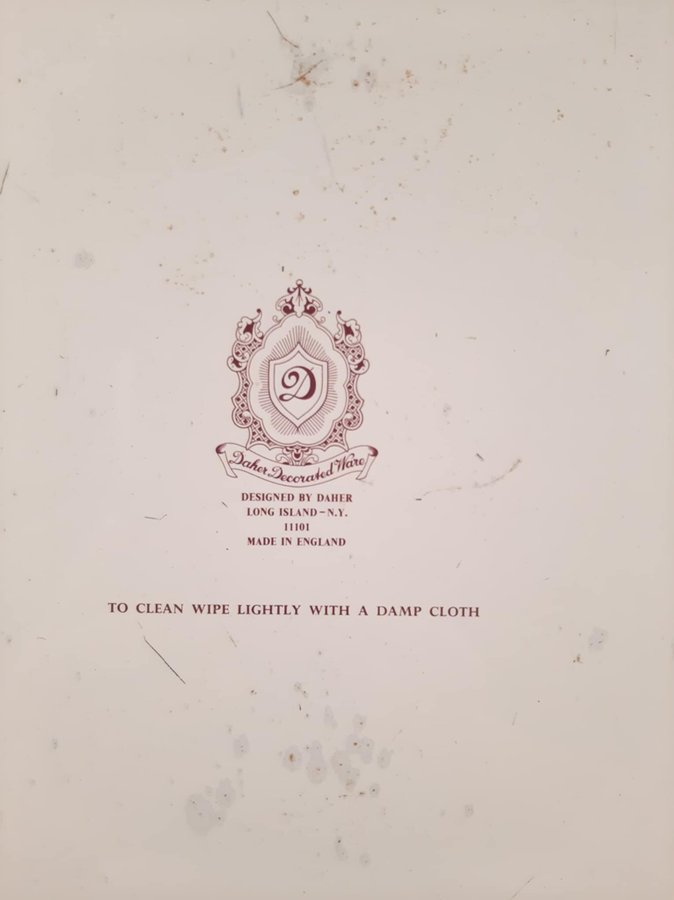 D
Daher Decorated Ware
DESIGNED BY DAHER
LONG ISLAND-N.Y.
11101
MADE IN ENGLAND
TO CLEAN WIPE LIGHTLY WITH A DAMP CLOTH